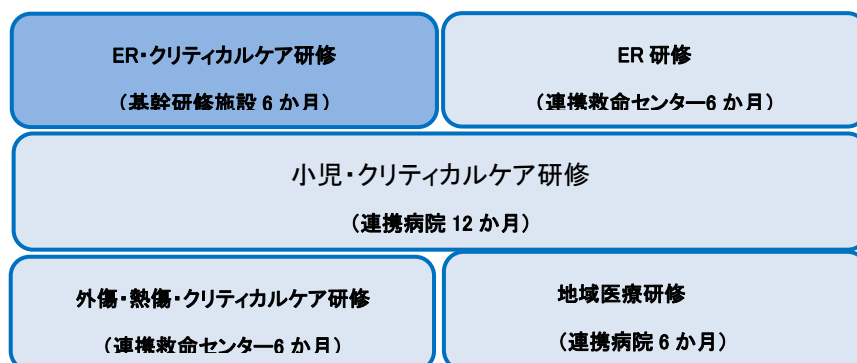 ER・クリティカルケア研修
（基幹研修施設 6 か月）
ER 研修
（連携救命センター6 か月）
小児・クリティカルケア研修
（連携病院 12 か月）
外傷・熱傷・クリティカルケア研修
（連携救命センター6 か月）
地域医療研修
（連携病院 6 か月）